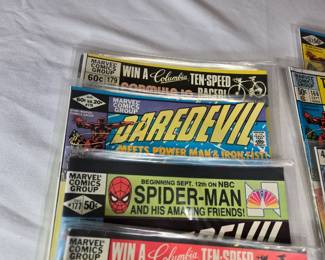 MARVEL
COMICS
GROUP
60¢ 179
WIN A Columbia TEN-SPEED
RACER!
MARVEL COMICS GROUP
DAREDEVIL
MEETS POWER MAN & IRON FIST!
MARVEL
COMICS
GROUP
#177 50¢
BEGINNING SEPT. 12th ON NBC
SPIDER-MAN
AND HIS AMAZING FRIENDS!
MARVEL
COMICS
GROUP
WIN A Columbia TEN-SPEED